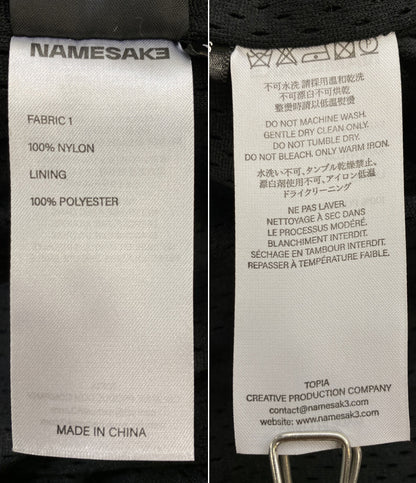 NAMESAKE
FABRIC 1
100% NYLON
LINING
100% POLYESTER
MADE IN CHINA
不可水洗 請採用溫和乾洗
不可漂白不可烘乾
整燙時請以低溫熨燙
DO NOT MACHINE WASH.
GENTLE DRY CLEAN ONLY.
DO NOT TUMBLE DRY.
DO NOT BLEACH. ONLY WARM IRON.
水洗い不可、タンブル乾燥禁止、
漂白剤使用不可、アイロン低温
ドライクリーニング
NE PAS LAVER.
NETTOYAGE À SEC DANS
LE PROCESSUS MODÉRÉ.
BLANCHIMENT INTERDIT.
SÉCHAGE EN TAMBOUR INTERDIT.
REPASSER À TEMPÉRATURE FAIBLE.
TOPIA
CREATIVE PRODUCTION COMPANY
contact@namesak3.com
website: www.namesak3.com